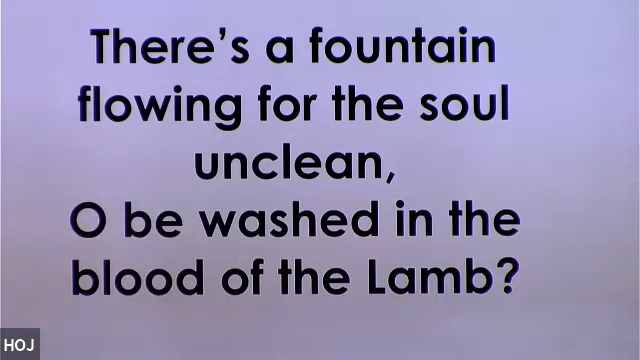 There's a fountain
flowing for the soul
unclean,
O be washed in the
blood of the Lamb?
HOJ